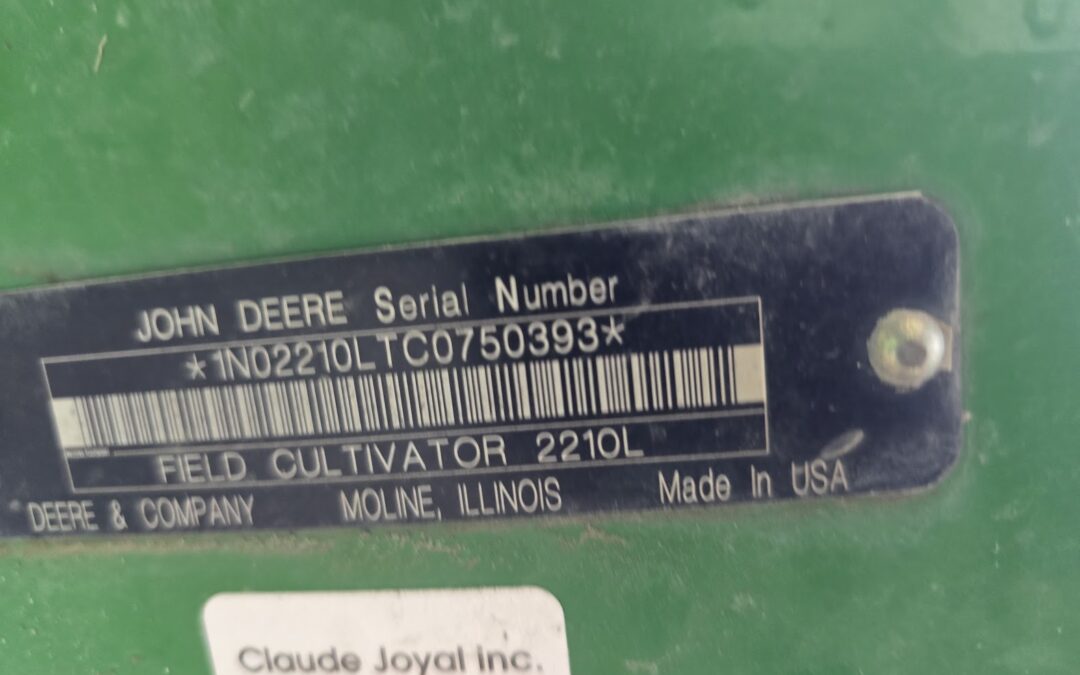 JOHN DEERE Serial Number
*1N02210LTC0750393*
FIELD CULTIVATOR 2210L
DEERE & COMPANY MOLINE, ILLINOIS Made In USA
Claude Joyal inc.